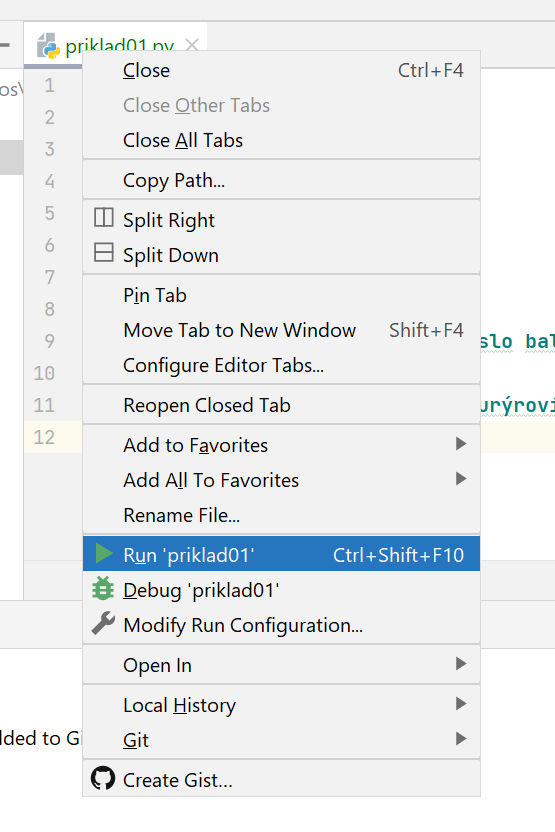 priklad01.py
os\
1
2
3
4
5
6
7
8
9
10
11
12
Close Ctrl+F4
Close Other Tabs
Close All Tabs
Copy Path...
Split Right
Split Down
Pin Tab
Move Tab to New Window Shift+F4
slo bal
Configure Editor Tabs...
Reopen Closed Tab
urýrovi
Add to Favorites
Add All To Favorites
Rename File...
Run 'priklad01' Ctrl+Shift+F10
Debug 'priklad01'
Modify Run Configuration...
Open In
Local History
Git
dded to Gi
Create Gist...